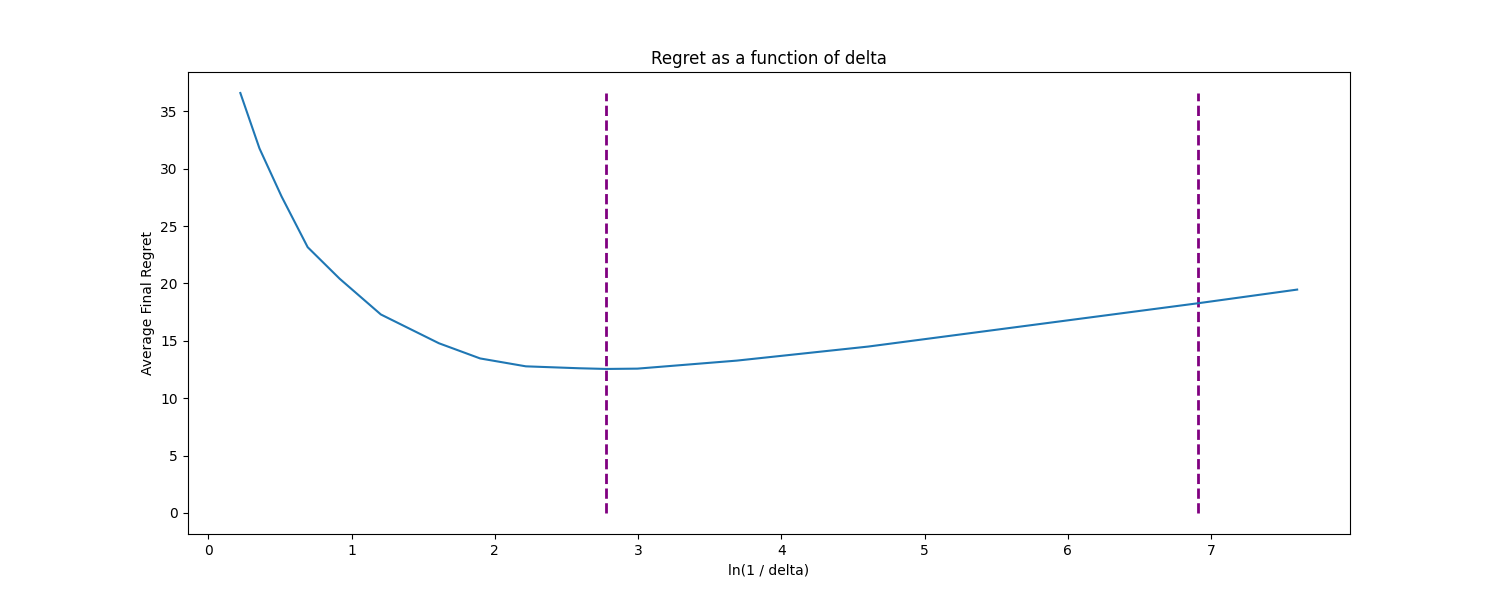 Regret as a function of delta
Average Final Regret
35
30
25
20
15
10
5
0
0 1 2 3 4 5 6 7
ln(1 / delta)